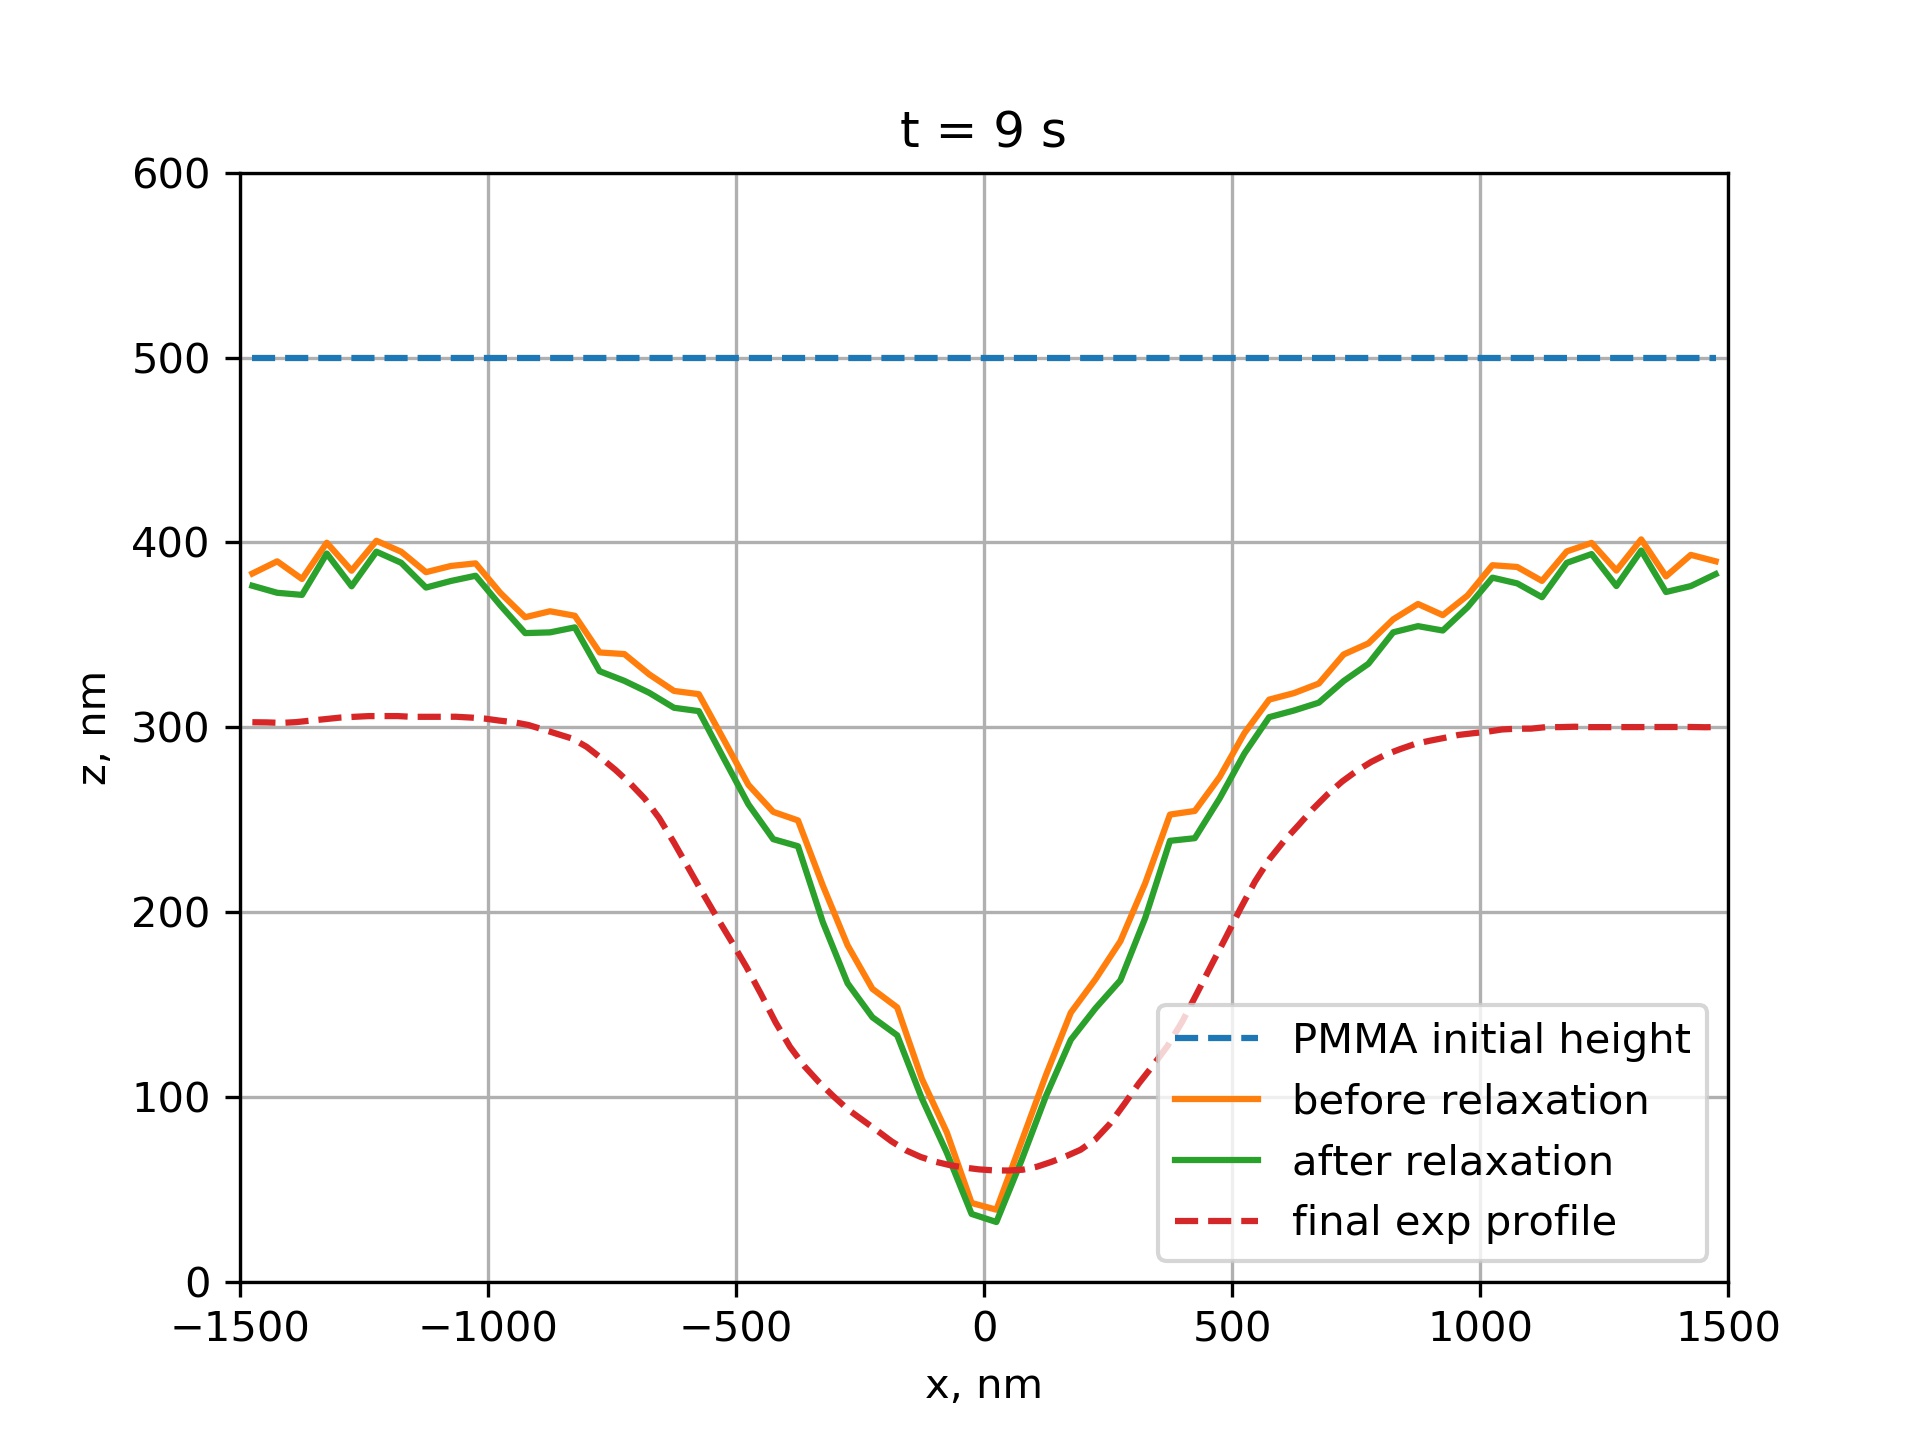 t = 9 s
600
500
400
300
200
100
0
z, nm
−1500
−1000
−500
0
500
1000
1500
x, nm
PMMA initial height
before relaxation
after relaxation
final exp profile